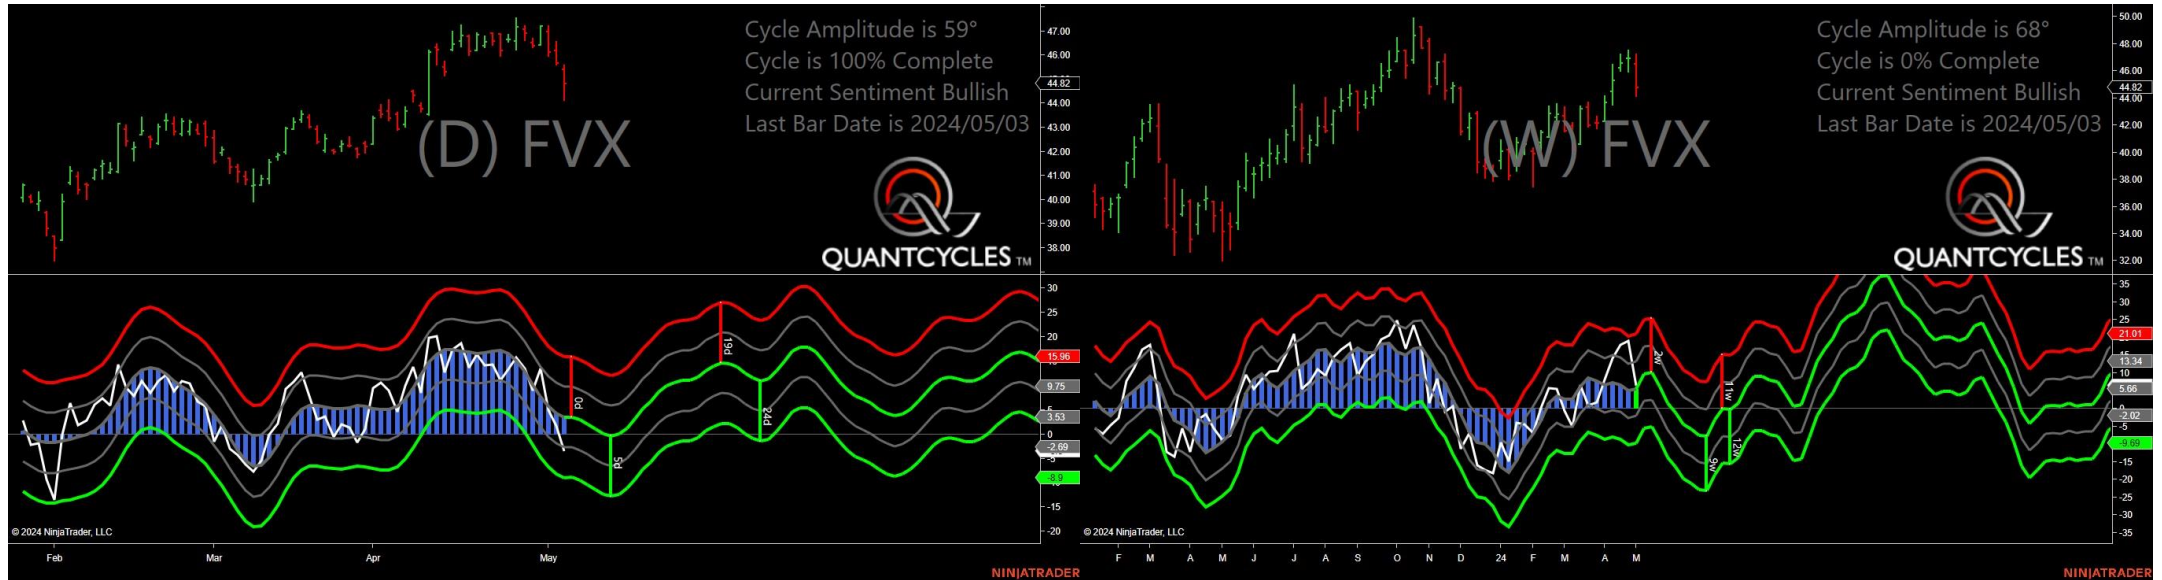 Cycle Amplitude is 59°
Cycle is 100% Complete
Current Sentiment Bullish
Last Bar Date is 2024/05/03
(D) FVX
QUANTCYCLES TM
47.00
46.00
44.82
44.00
43.00
42.00
41.00
40.00
39.00
38.00
30
25
20
15.96
9.75
5
3.53
0
-2.69
-5
-8.9
-15
-20
0d
5d
19d
24d
© 2024 NinjaTrader, LLC
Feb Mar Apr May
NINJATRADER
Cycle Amplitude is 68°
Cycle is 0% Complete
Current Sentiment Bullish
Last Bar Date is 2024/05/03
(W) FVX
QUANTCYCLES TM
50.00
48.00
46.00
44.82
44.00
42.00
40.00
38.00
36.00
34.00
32.00
35
30
25
21.01
13.34
10
5.66
0
-2.02
-5
-9.69
-15
-20
-25
-30
-35
2w
9w
11w
12w
© 2024 NinjaTrader, LLC
F M A M J J A S O N D 24 F M A M
NINJATRADER